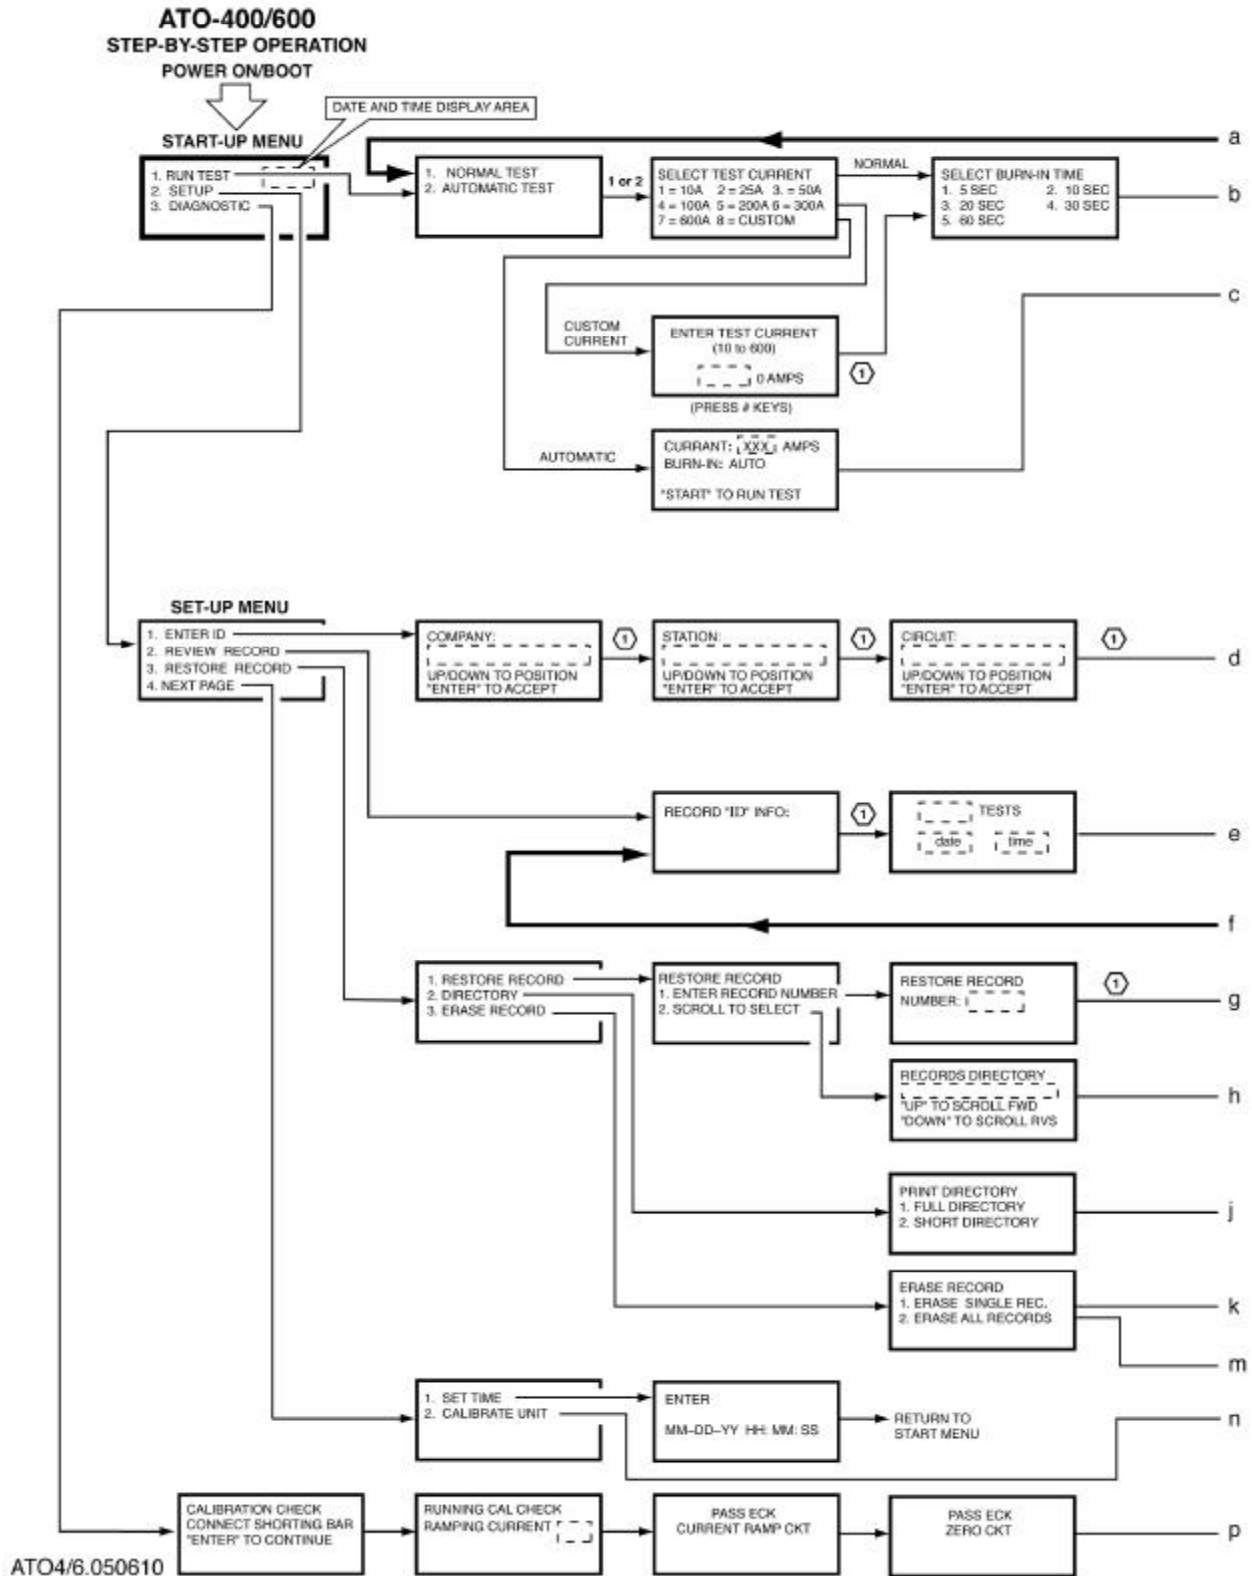 ATO-400/600
STEP-BY-STEP OPERATION
POWER ON/BOOT
DATE AND TIME DISPLAY AREA
START-UP MENU
1. RUN TEST
2. SETUP
3. DIAGNOSTIC
1. NORMAL TEST
2. AUTOMATIC TEST
1 or 2
SELECT TEST CURRENT
1 = 10A 2 = 25A 3. = 50A
4 = 100A 5 = 200A 6 = 300A
7 = 600A 8 = CUSTOM
NORMAL
SELECT BURN-IN TIME
1. 5 SEC 2. 10 SEC
3. 20 SEC 4. 30 SEC
5. 60 SEC
a
b
c
CUSTOM
CURRENT
ENTER TEST CURRENT
(10 to 600)
0 AMPS
1
(PRESS # KEYS)
AUTOMATIC
CURRANT: XXX AMPS
BURN-IN: AUTO
"START" TO RUN TEST
SET-UP MENU
1. ENTER ID
2. REVIEW RECORD
3. RESTORE RECORD
4. NEXT PAGE
COMPANY:
UP/DOWN TO POSITION
"ENTER" TO ACCEPT
1
STATION:
UP/DOWN TO POSITION
"ENTER" TO ACCEPT
1
CIRCUIT:
UP/DOWN TO POSITION
"ENTER" TO ACCEPT
1
d
RECORD "ID" INFO:
1
TESTS
date time
e
f
1. RESTORE RECORD
2. DIRECTORY
3. ERASE RECORD
RESTORE RECORD
1. ENTER RECORD NUMBER
2. SCROLL TO SELECT
RESTORE RECORD
NUMBER:
1
g
RECORDS DIRECTORY
"UP" TO SCROLL FWD
"DOWN" TO SCROLL RVS
h
PRINT DIRECTORY
1. FULL DIRECTORY
2. SHORT DIRECTORY
j
ERASE RECORD
1. ERASE SINGLE REC.
2. ERASE ALL RECORDS
k
m
1. SET TIME
2. CALIBRATE UNIT
ENTER
MM-DD-YY HH: MM: SS
RETURN TO
START MENU
n
CALIBRATION CHECK
CONNECT SHORTING BAR
"ENTER" TO CONTINUE
RUNNING CAL CHECK
RAMPING CURRENT
PASS ECK
CURRENT RAMP CKT
PASS ECK
ZERO CKT
p
ATO4/6.050610